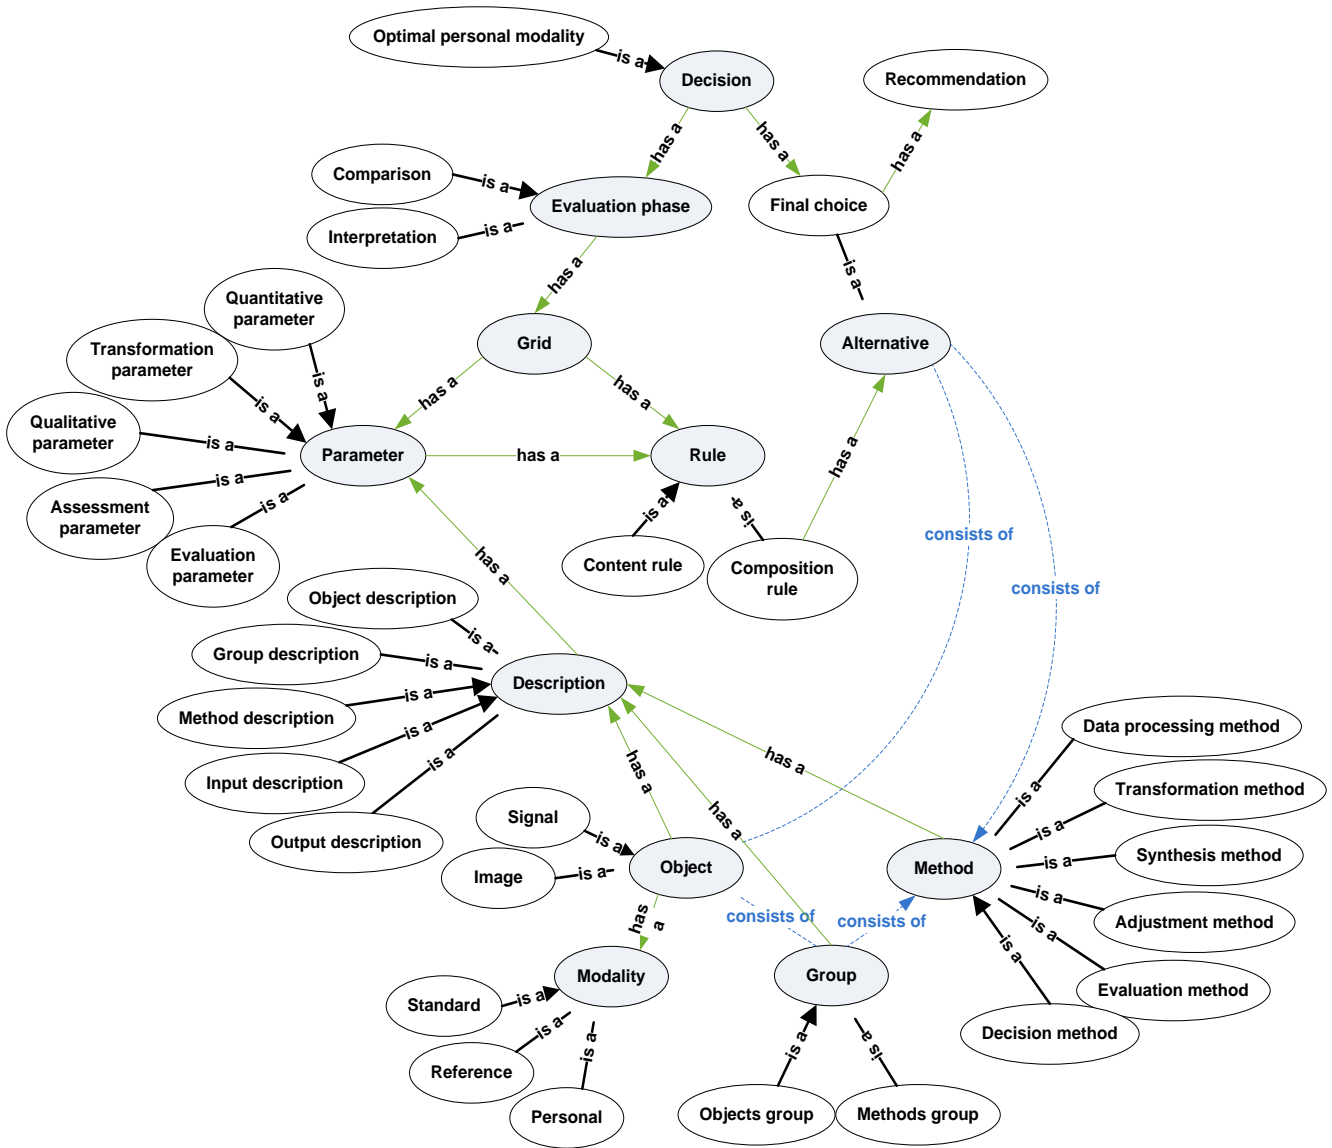 Optimal personal modality
is a
Decision
Recommendation
has a
has a
has a
Comparison
is a
Evaluation phase
Final choice
Interpretation
is a
has a
is a
Quantitative
parameter
Transformation
parameter
Grid
Alternative
is a
is a
has a
has a
Qualitative
parameter
is a
Parameter
has a
Rule
has a
is a
Assessment
parameter
is a
is a
is a
Evaluation
parameter
Content rule
Composition
rule
consists of
consists of
has a
Object description
is a
Group description
is a
Description
Method description
is a
is a
Input description
is a
Output description
has a
has a
has a
Data processing method
is a
Transformation method
is a
Synthesis method
is a
Adjustment method
is a
Evaluation method
is a
Decision method
is a
Signal
is a
Image
is a
Object
Method
has
a
consists of
consists of
Modality
Group
Standard
is a
Reference
is a
Personal
is a
is a
is a
Objects group
Methods group